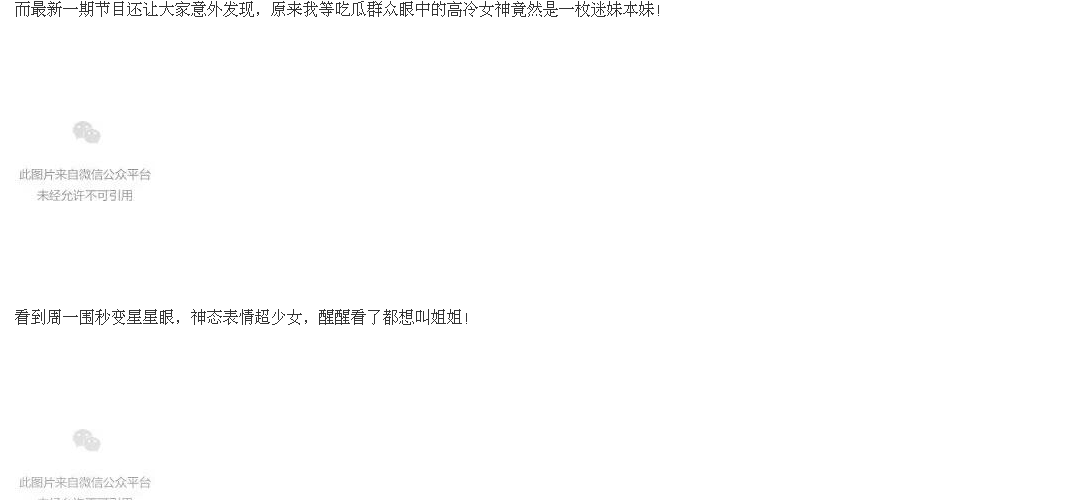 而最新一期节目还让大家意外发现，原来我等吃瓜群众眼中的高冷女神竟然是一枚迷妹本妹！
此图片来自微信公众平台
未经允许不可引用
看到周一围秒变星星眼，神态表情超少女，醒醒看了都想叫姐姐！
此图片来自微信公众平台